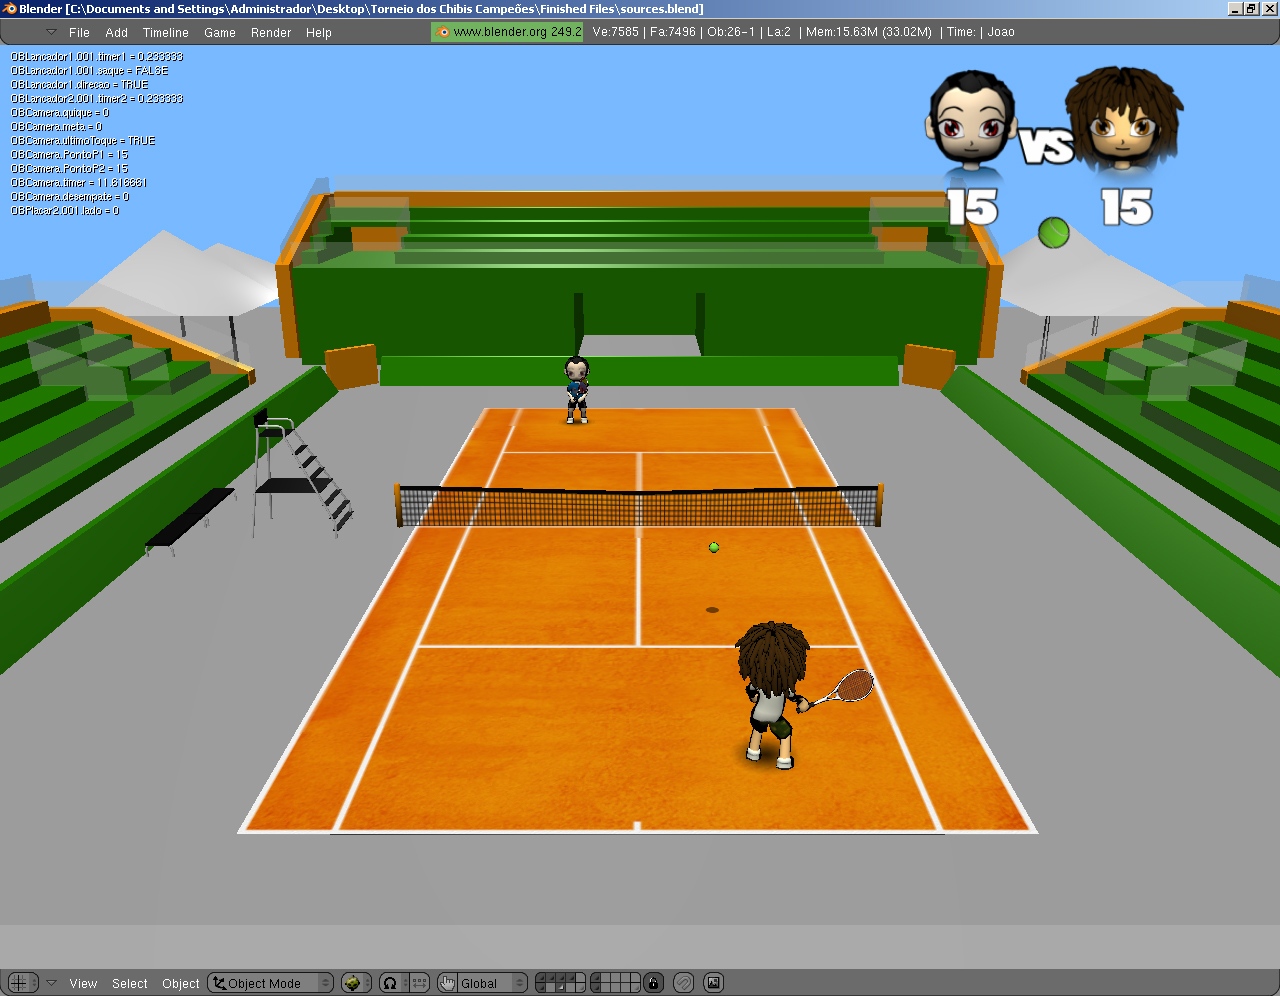 Blender [C:\Documents and Settings\Administrador\Desktop\Torneio dos Chibis Campeões\Finished Files\sources.blend]
File Add Timeline Game Render Help www.blender.org 249.2 Ve:7585 | Fa:7496 | Ob:26-1 | La:2 | Mem:15.63M (33.02M) | Time: | Joao
OBLancador1.001.timer1 = 0.233333
OBLancador1.001.saque = FALSE
OBLancador1.direcao = TRUE
OBLancador2.001.timer2 = 0.233333
OBCamera.quique = 0
OBCamera.meta = 0
OBCamera.ultimoToque = TRUE
OBCamera.PontoP1 = 15
OBCamera.PontoP2 = 15
OBCamera.timer = 11.616661
OBCamera.desempate = 0
OBPlacar2.001.lado = 0
VS
15 15
View Select Object Object Mode Global